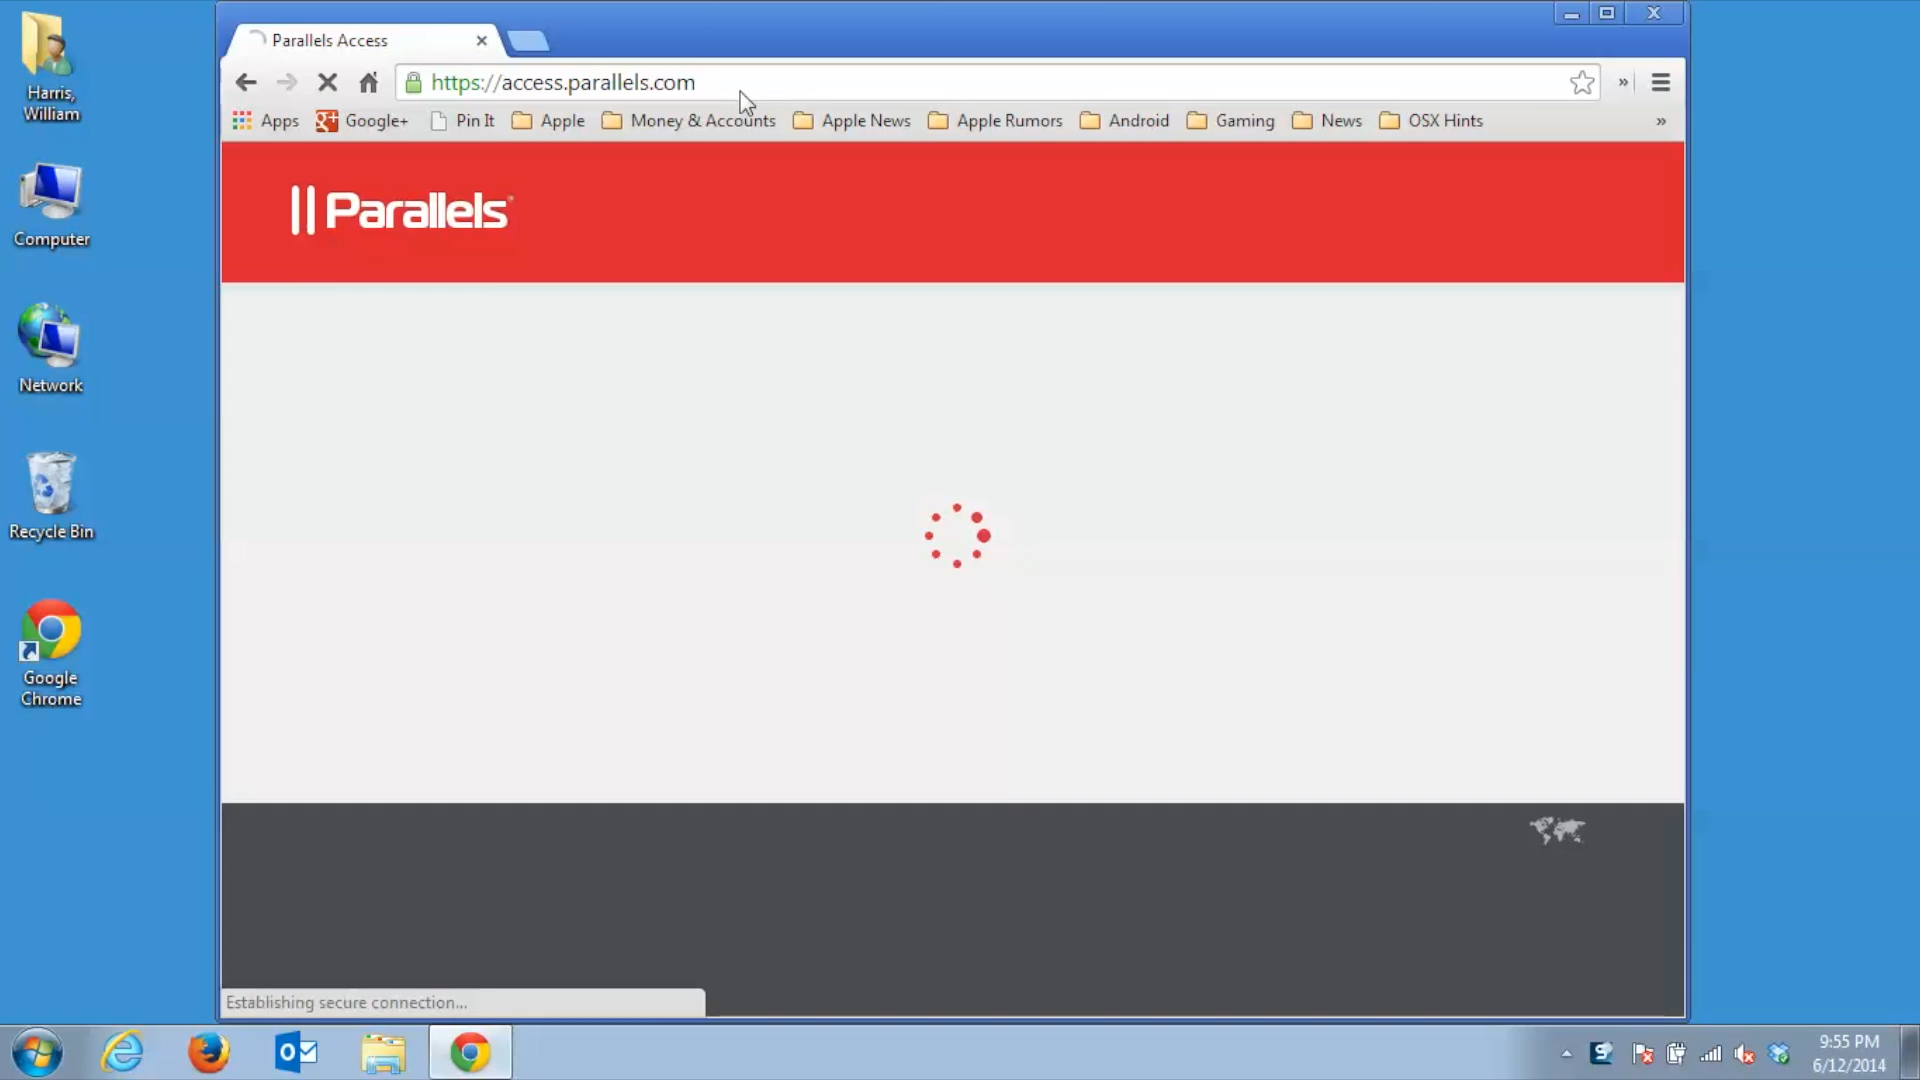 Harris,
William
Computer
Network
Recycle Bin
Google
Chrome
Parallels Access
https://access.parallels.com
»
Apps
Google+
Pin It
Apple
Money & Accounts
Apple News
Apple Rumors
Android
Gaming
News
OSX Hints
»
Parallels
Establishing secure connection...
9:55 PM
6/12/2014